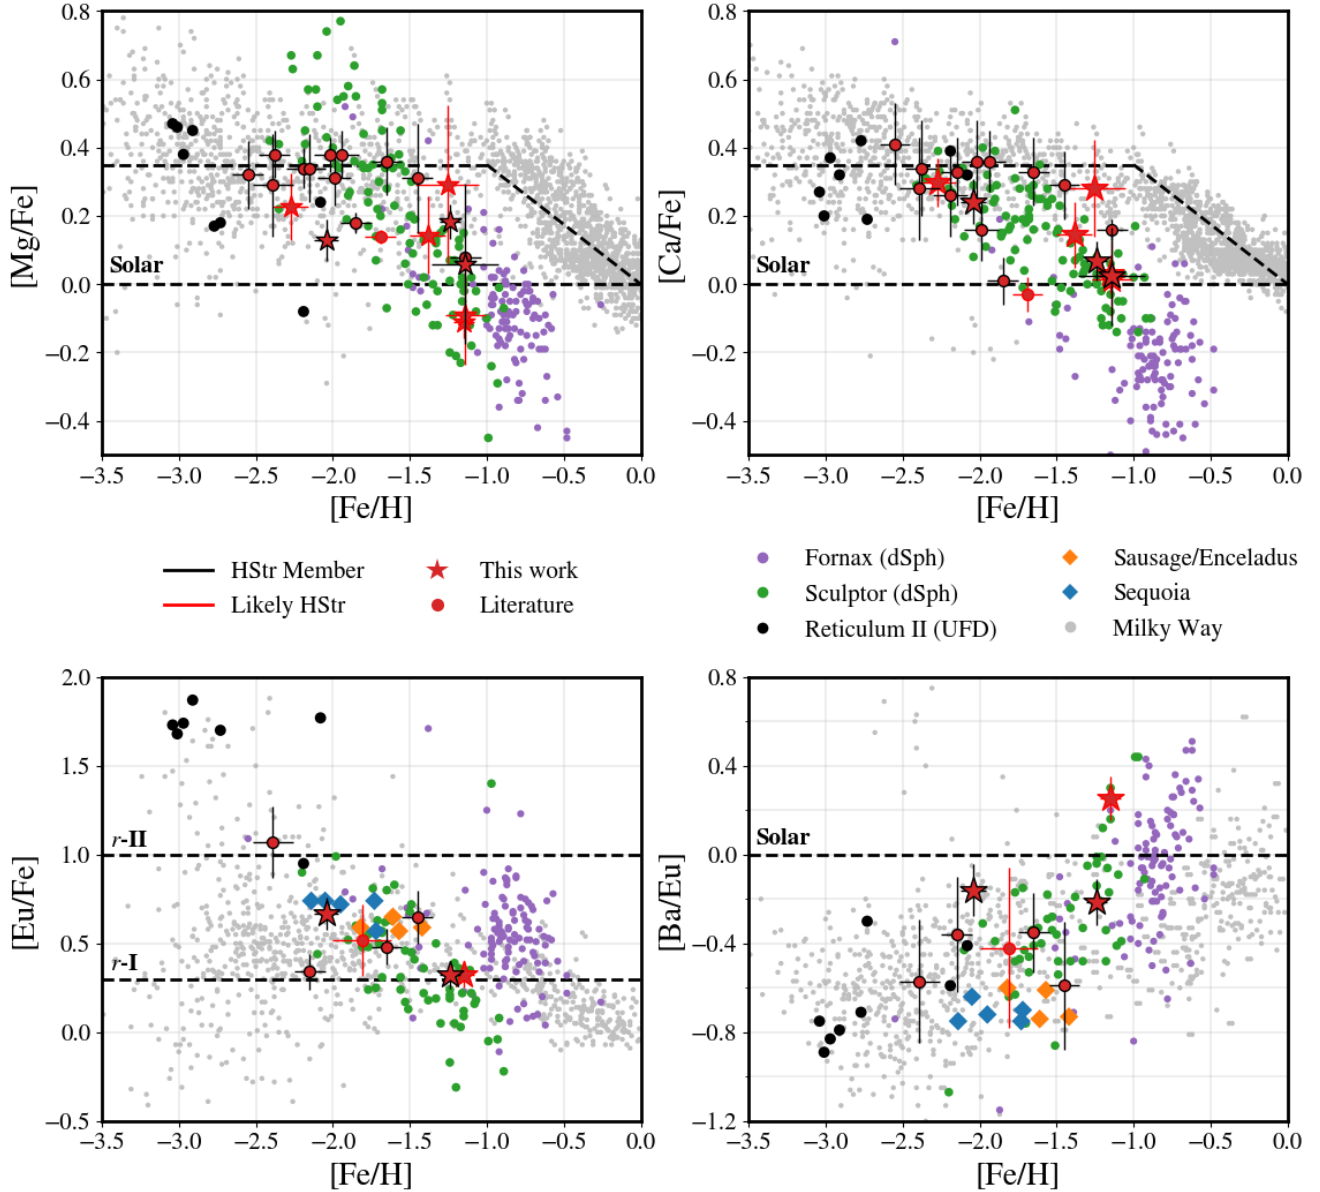 0.8
0.6
0.4
0.2
0.0
−0.2
−0.4
[Mg/Fe]
Solar
−3.5 −3.0 −2.5 −2.0 −1.5 −1.0 −0.5 0.0
[Fe/H]
0.8
0.6
0.4
0.2
0.0
−0.2
−0.4
[Ca/Fe]
Solar
−3.5 −3.0 −2.5 −2.0 −1.5 −1.0 −0.5 0.0
[Fe/H]
HStr Member
Likely HStr
This work
Literature
Fornax (dSph)
Sculptor (dSph)
Reticulum II (UFD)
Sausage/Enceladus
Sequoia
Milky Way
2.0
1.5
1.0
0.5
0.0
−0.5
[Eu/Fe]
r-II
r-I
−3.5 −3.0 −2.5 −2.0 −1.5 −1.0 −0.5 0.0
[Fe/H]
0.8
0.4
0.0
−0.4
−0.8
−1.2
[Ba/Eu]
Solar
−3.5 −3.0 −2.5 −2.0 −1.5 −1.0 −0.5 0.0
[Fe/H]